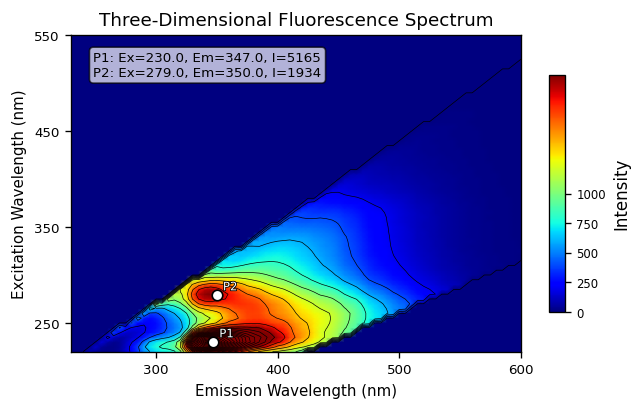 Three-Dimensional Fluorescence Spectrum
P1: Ex=230.0, Em=347.0, I=5165
P2: Ex=279.0, Em=350.0, I=1934
550
450
350
250
Excitation Wavelength (nm)
P2
P1
300
400
500
600
Emission Wavelength (nm)
1000
750
500
250
0
Intensity